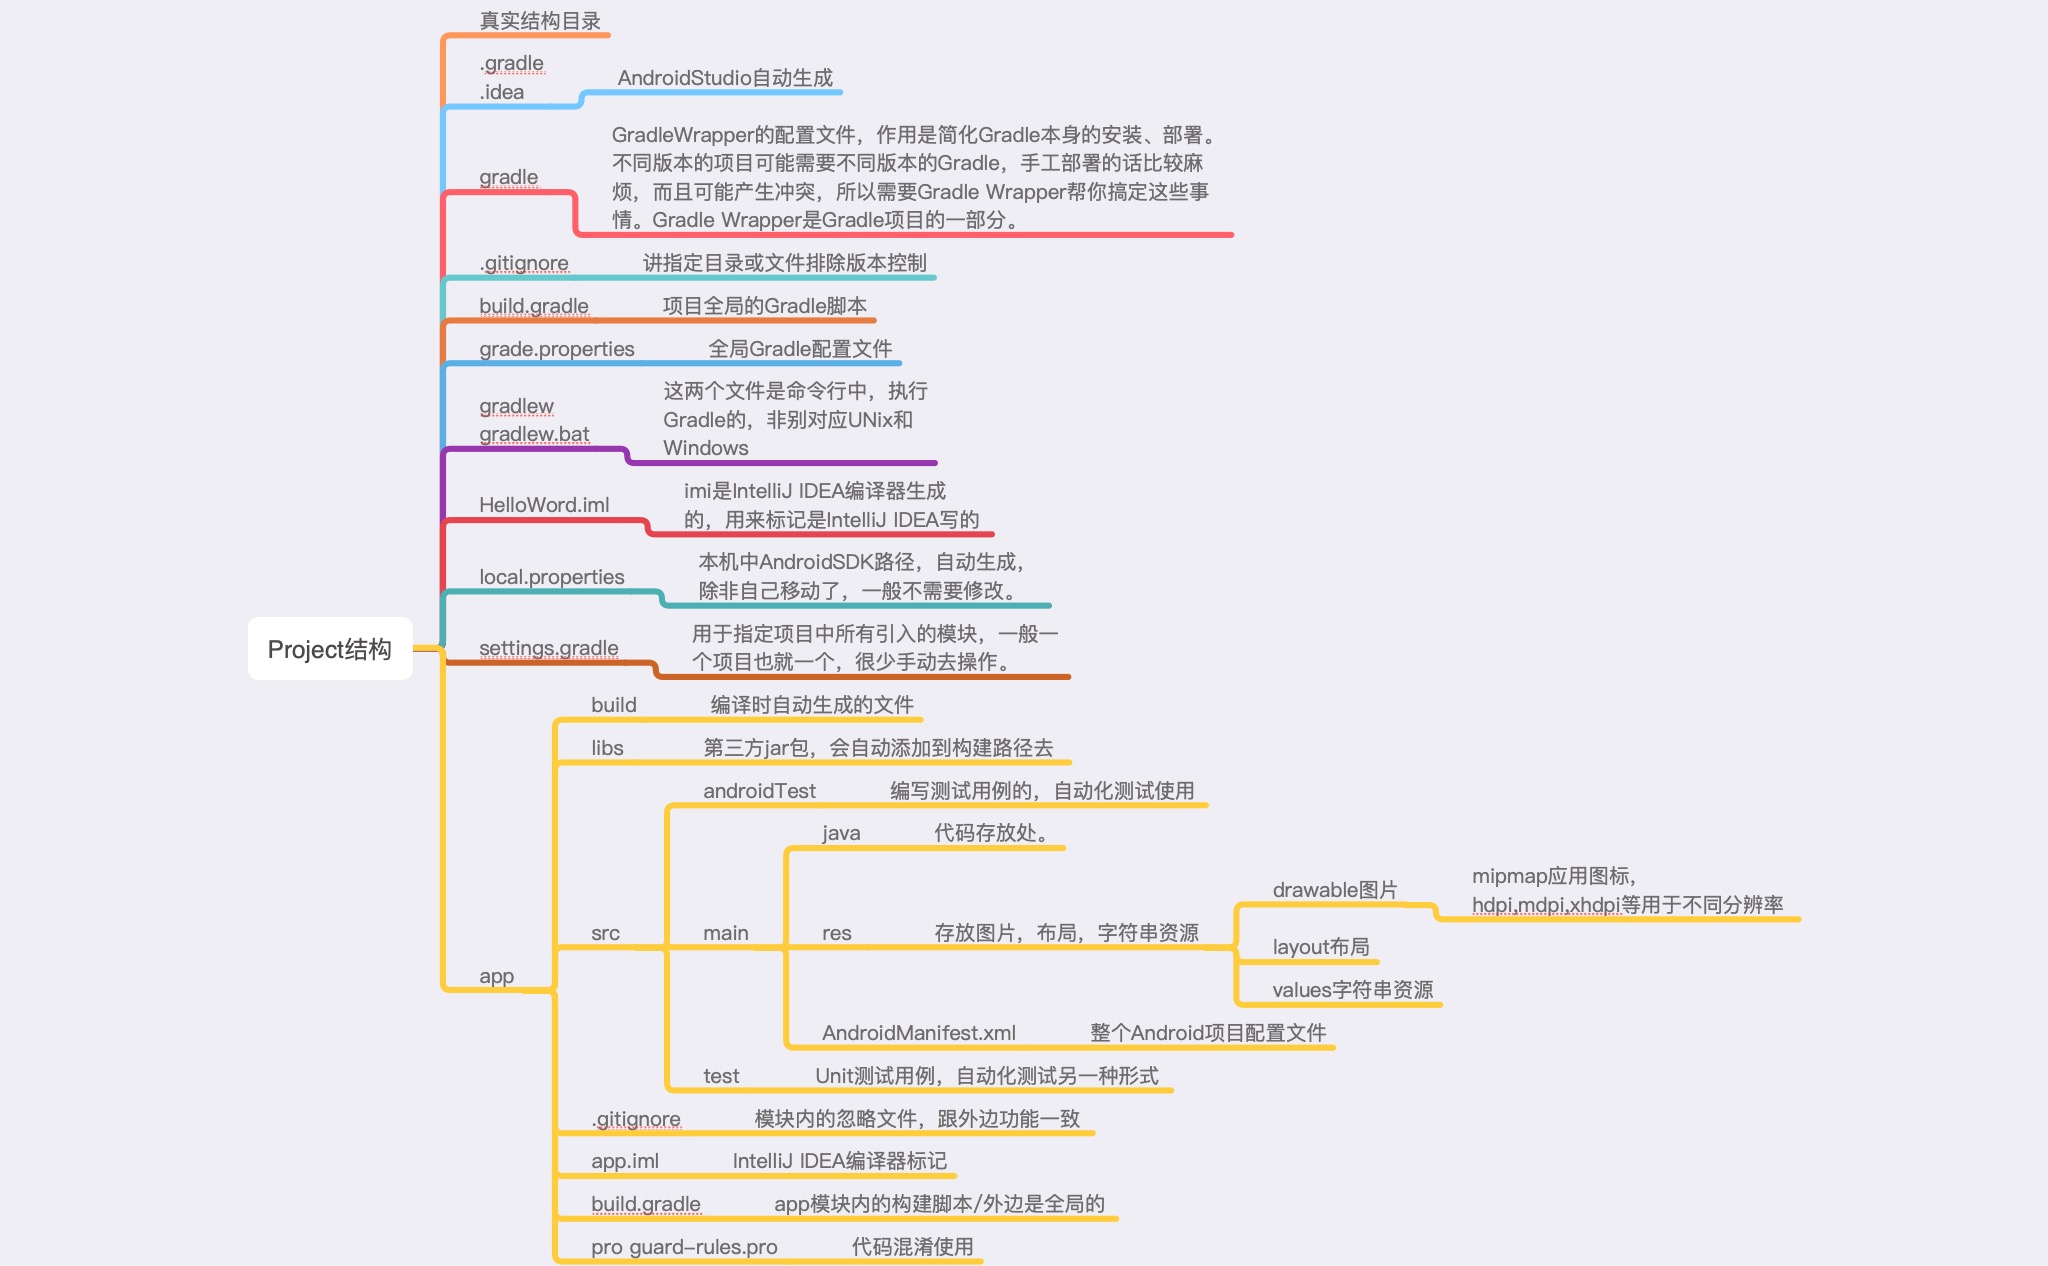 真实结构目录
.gradle
.idea
AndroidStudio自动生成
gradle
GradleWrapper的配置文件，作用是简化Gradle本身的安装、部署。
不同版本的项目可能需要不同版本的Gradle，手工部署的话比较麻
烦，而且可能产生冲突，所以需要Gradle Wrapper帮你搞定这些事
情。Gradle Wrapper是Gradle项目的一部分。
.gitignore
讲指定目录或文件排除版本控制
build.gradle
项目全局的Gradle脚本
grade.properties
全局Gradle配置文件
gradlew
gradlew.bat
这两个文件是命令行中，执行
Gradle的，非别对应UNix和
Windows
HelloWord.iml
imi是IntelliJ IDEA编译器生成
的，用来标记是IntelliJ IDEA写的
local.properties
本机中AndroidSDK路径，自动生成，
除非自己移动了，一般不需要修改。
Project结构
settings.gradle
用于指定项目中所有引入的模块，一般一
个项目也就一个，很少手动去操作。
app
build
编译时自动生成的文件
libs
第三方jar包，会自动添加到构建路径去
src
androidTest
编写测试用例的，自动化测试使用
main
java
代码存放处。
res
存放图片，布局，字符串资源
drawable图片
mipmap应用图标，
hdpi,mdpi,xhdpi等用于不同分辨率
layout布局
values字符串资源
AndroidManifest.xml
整个Android项目配置文件
test
Unit测试用例，自动化测试另一种形式
.gitignore
模块内的忽略文件，跟外边功能一致
app.iml
IntelliJ IDEA编译器标记
build.gradle
app模块内的构建脚本/外边是全局的
pro guard-rules.pro
代码混淆使用